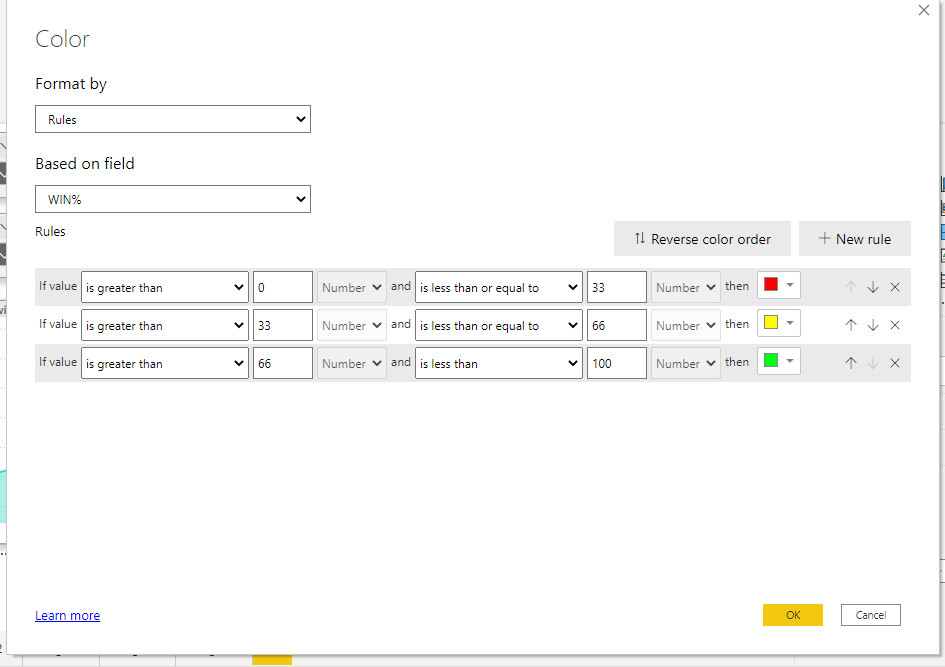 Color
Format by
Rules
Based on field
WIN%
Rules
Reverse color order
New rule
If value is greater than 0 Number and is less than or equal to 33 Number then
If value is greater than 33 Number and is less than or equal to 66 Number then
If value is greater than 66 Number and is less than 100 Number then
Learn more
OK
Cancel